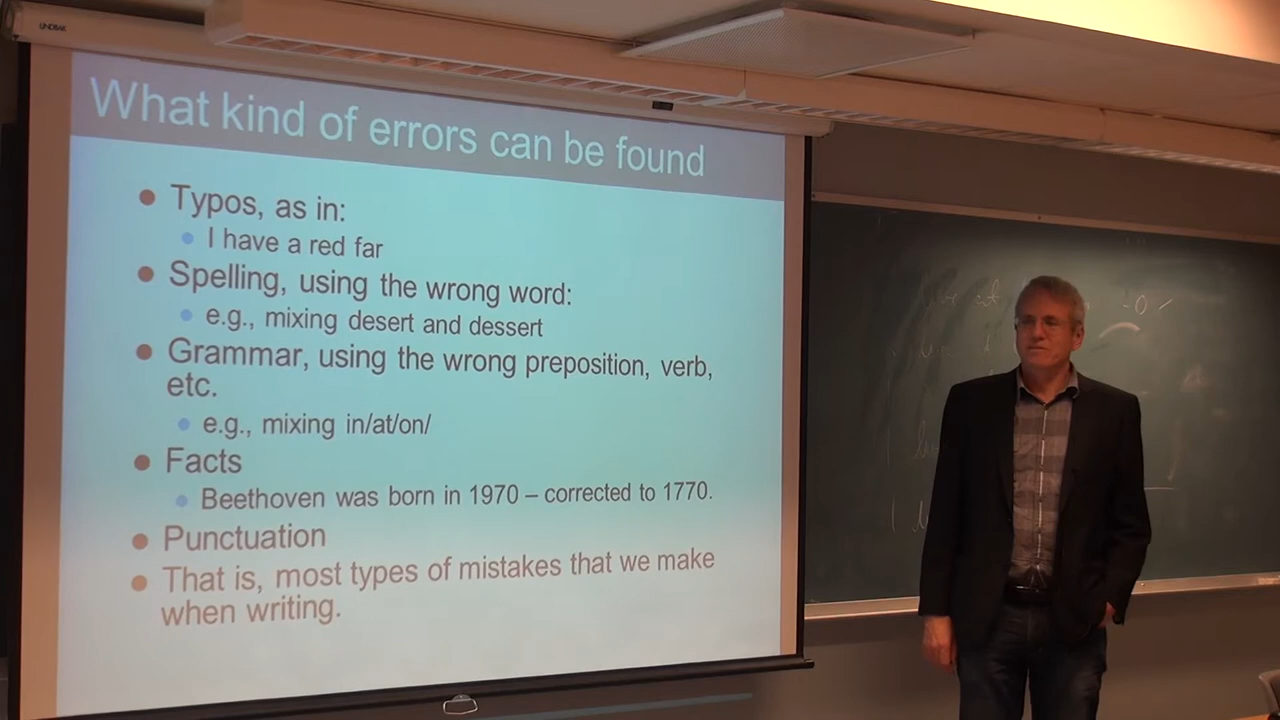 LINDBAK
What kind of errors can be found
● Typos, as in:
● I have a red far
● Spelling, using the wrong word:
● e.g., mixing desert and dessert
● Grammar, using the wrong preposition, verb,
etc.
● e.g., mixing in/at/on/
● Facts
● Beethoven was born in 1970 – corrected to 1770.
● Punctuation
● That is, most types of mistakes that we make
when writing.